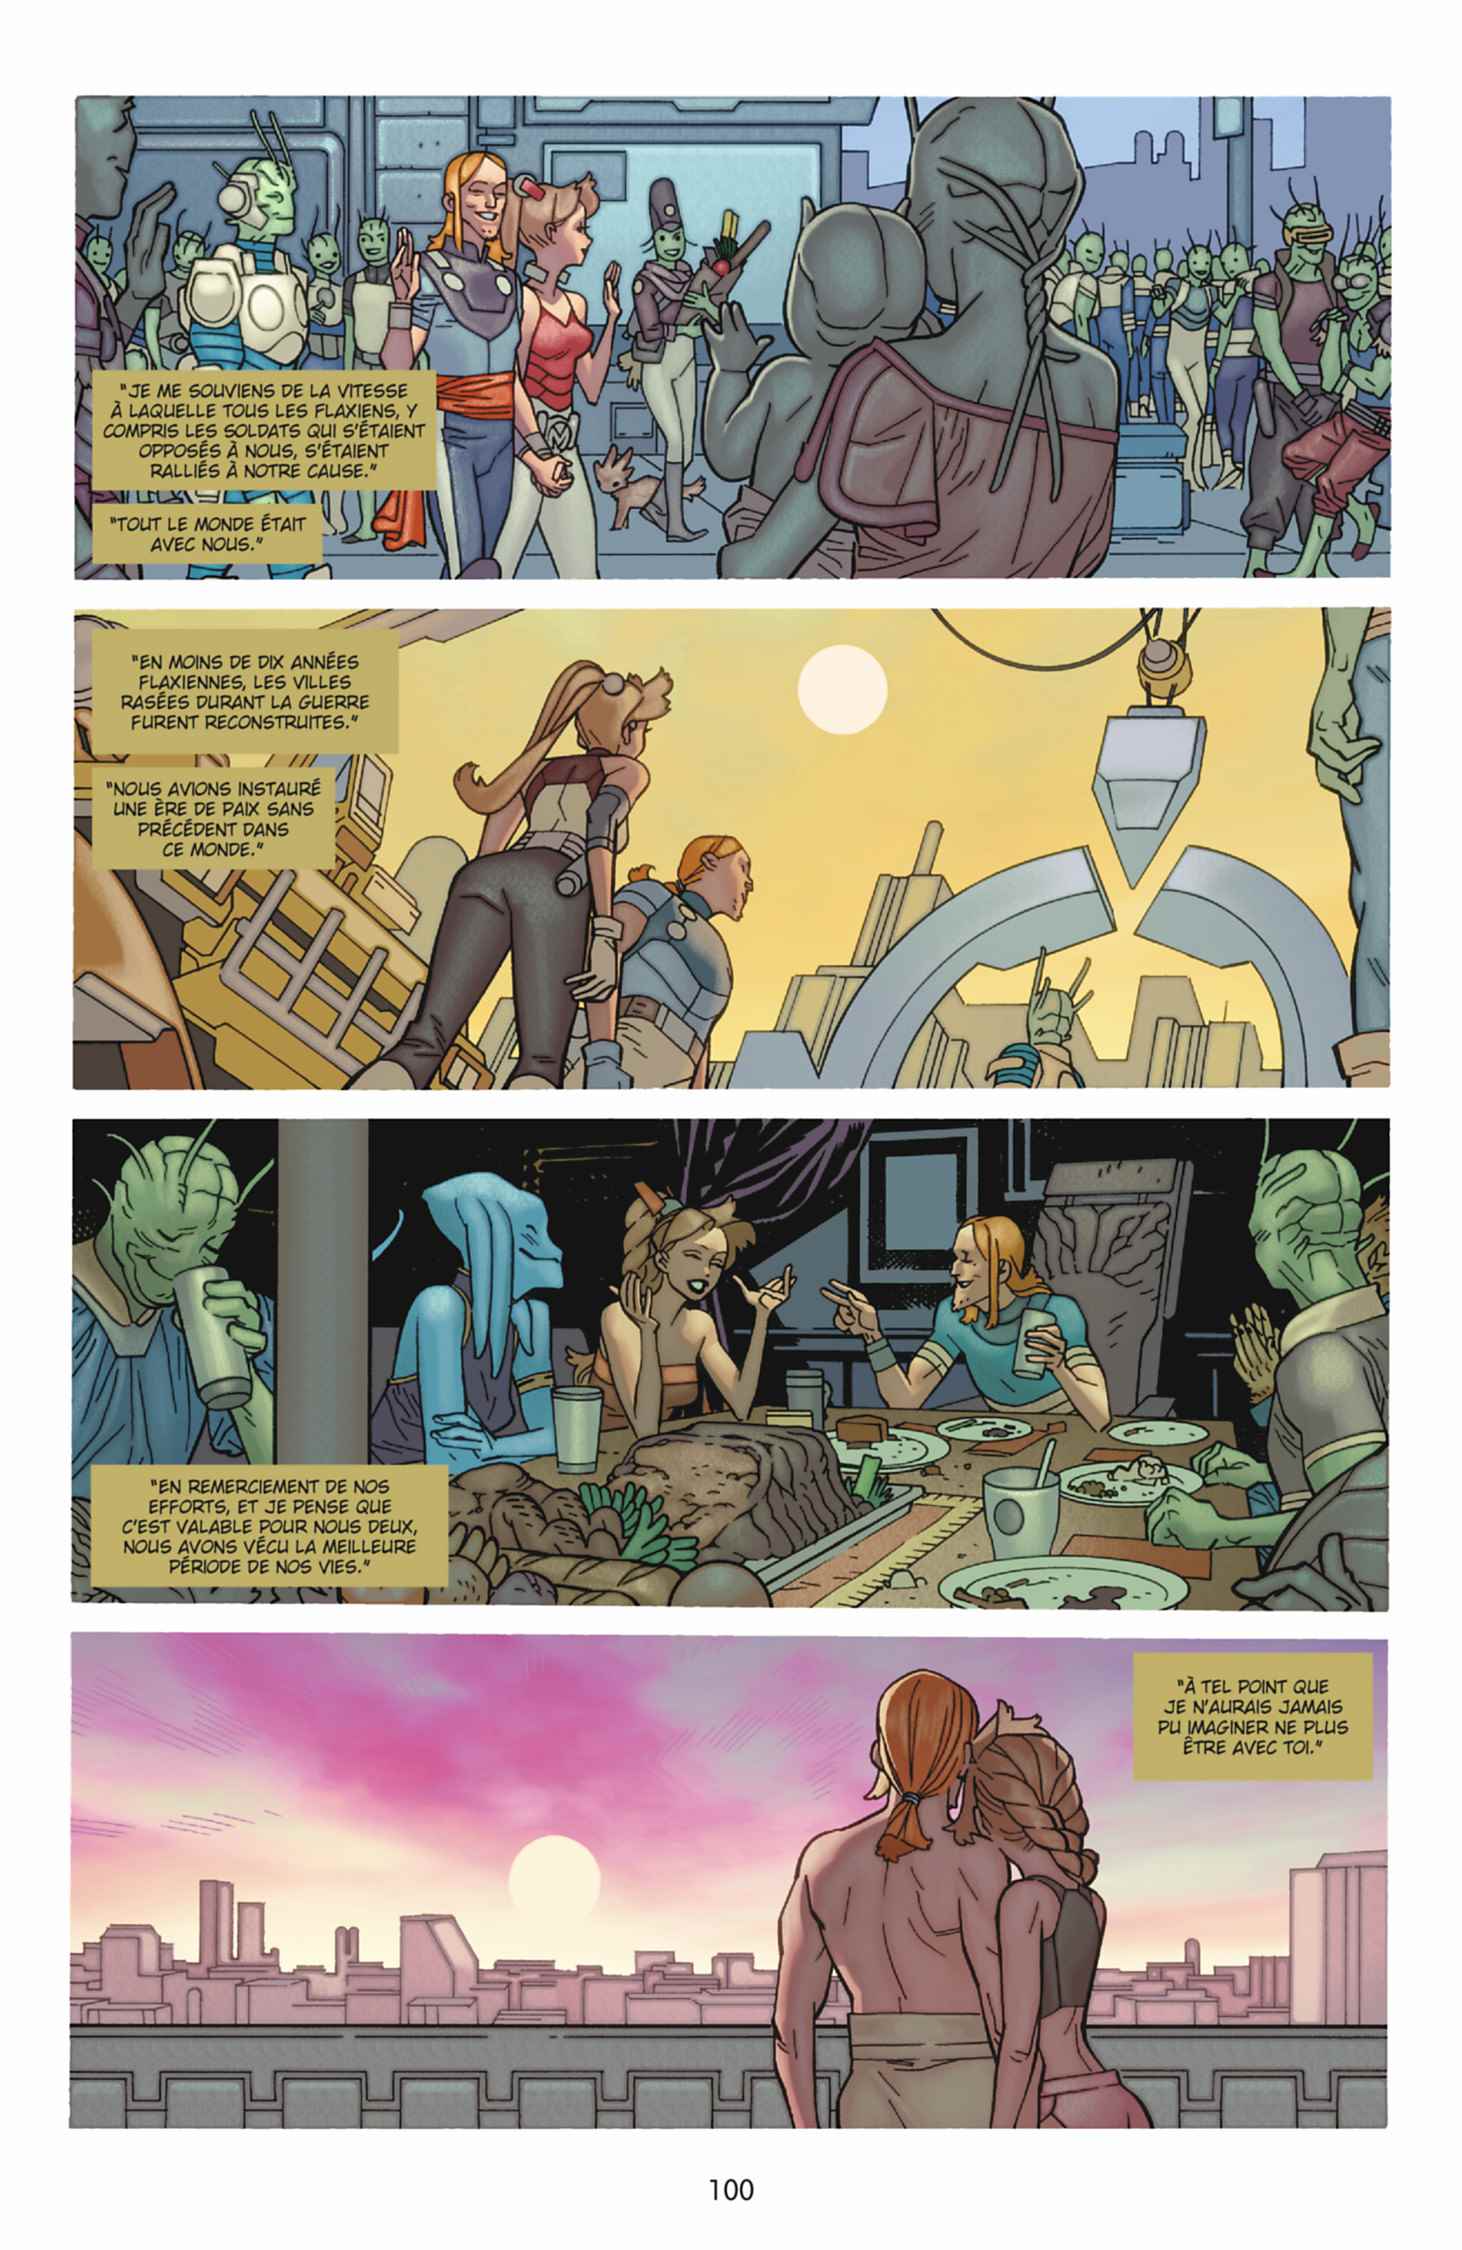 "JE ME SOUVIENS DE LA VITESSE
À LAQUELLE TOUS LES FLAXIENS, Y
COMPRIS LES SOLDATS QUI S'ÉTAIENT
OPPOSÉS À NOUS, S'ÉTAIENT
RALLIÉS À NOTRE CAUSE."
"TOUT LE MONDE ÉTAIT
AVEC NOUS."
"EN MOINS DE DIX ANNÉES
FLAXIENNES, LES VILLES
RASÉES DURANT LA GUERRE
FURENT RECONSTRUITES."
"NOUS AVIONS INSTAURÉ
UNE ÈRE DE PAIX SANS
PRÉCÉDENT DANS
CE MONDE."
"EN REMERCIEMENT DE NOS
EFFORTS, ET JE PENSE QUE
C'EST VALABLE POUR NOUS DEUX,
NOUS AVONS VÉCU LA MEILLEURE
PÉRIODE DE NOS VIES."
"À TEL POINT QUE
JE N'AURAIS JAMAIS
PU IMAGINER NE PLUS
ÊTRE AVEC TOI."
100